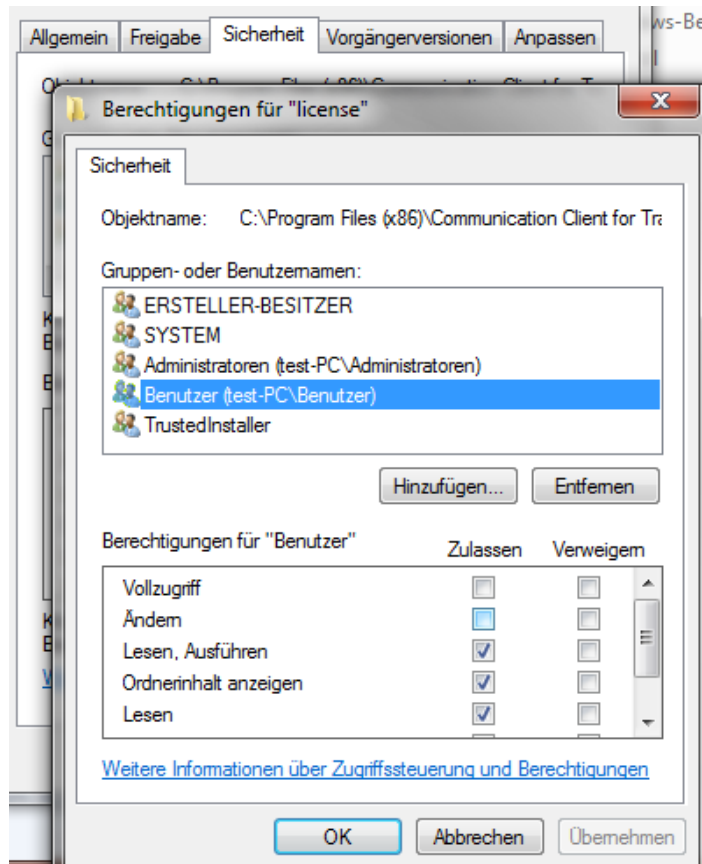 ws-Be
Allgemein Freigabe Sicherheit Vorgängerversionen Anpassen
Berechtigungen für "license"
Sicherheit
Objektname: C:\Program Files (x86)\Communication Client for Tra
Gruppen- oder Benutzernamen:
ERSTELLER-BESITZER
SYSTEM
Administratoren (test-PC\Administratoren)
Benutzer (test-PC\Benutzer)
TrustedInstaller
Hinzufügen... Entfernen
Berechtigungen für "Benutzer" Zulassen Verweigern
Vollzugriff
Ändern
Lesen, Ausführen
Ordnerinhalt anzeigen
Lesen
Weitere Informationen über Zugriffssteuerung und Berechtigungen
OK Abbrechen Übernehmen